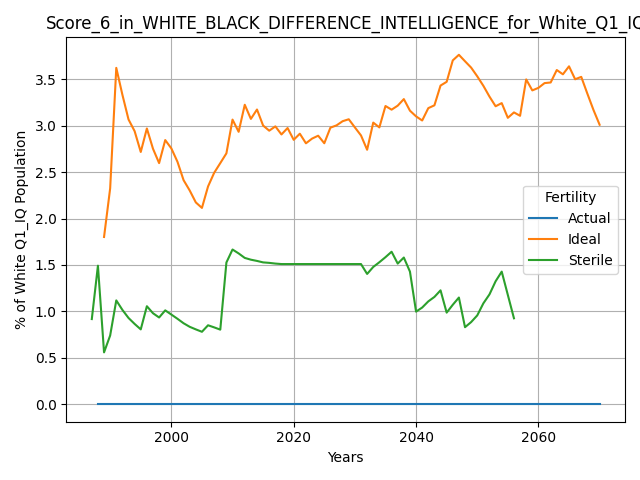 Score_6_in_WHITE_BLACK_DIFFERENCE_INTELLIGENCE_for_White_Q1_IQ
% of White Q1_IQ Population
3.5
3.0
2.5
2.0
1.5
1.0
0.5
0.0
Fertility
Actual
Ideal
Sterile
2000 2020 2040 2060
Years